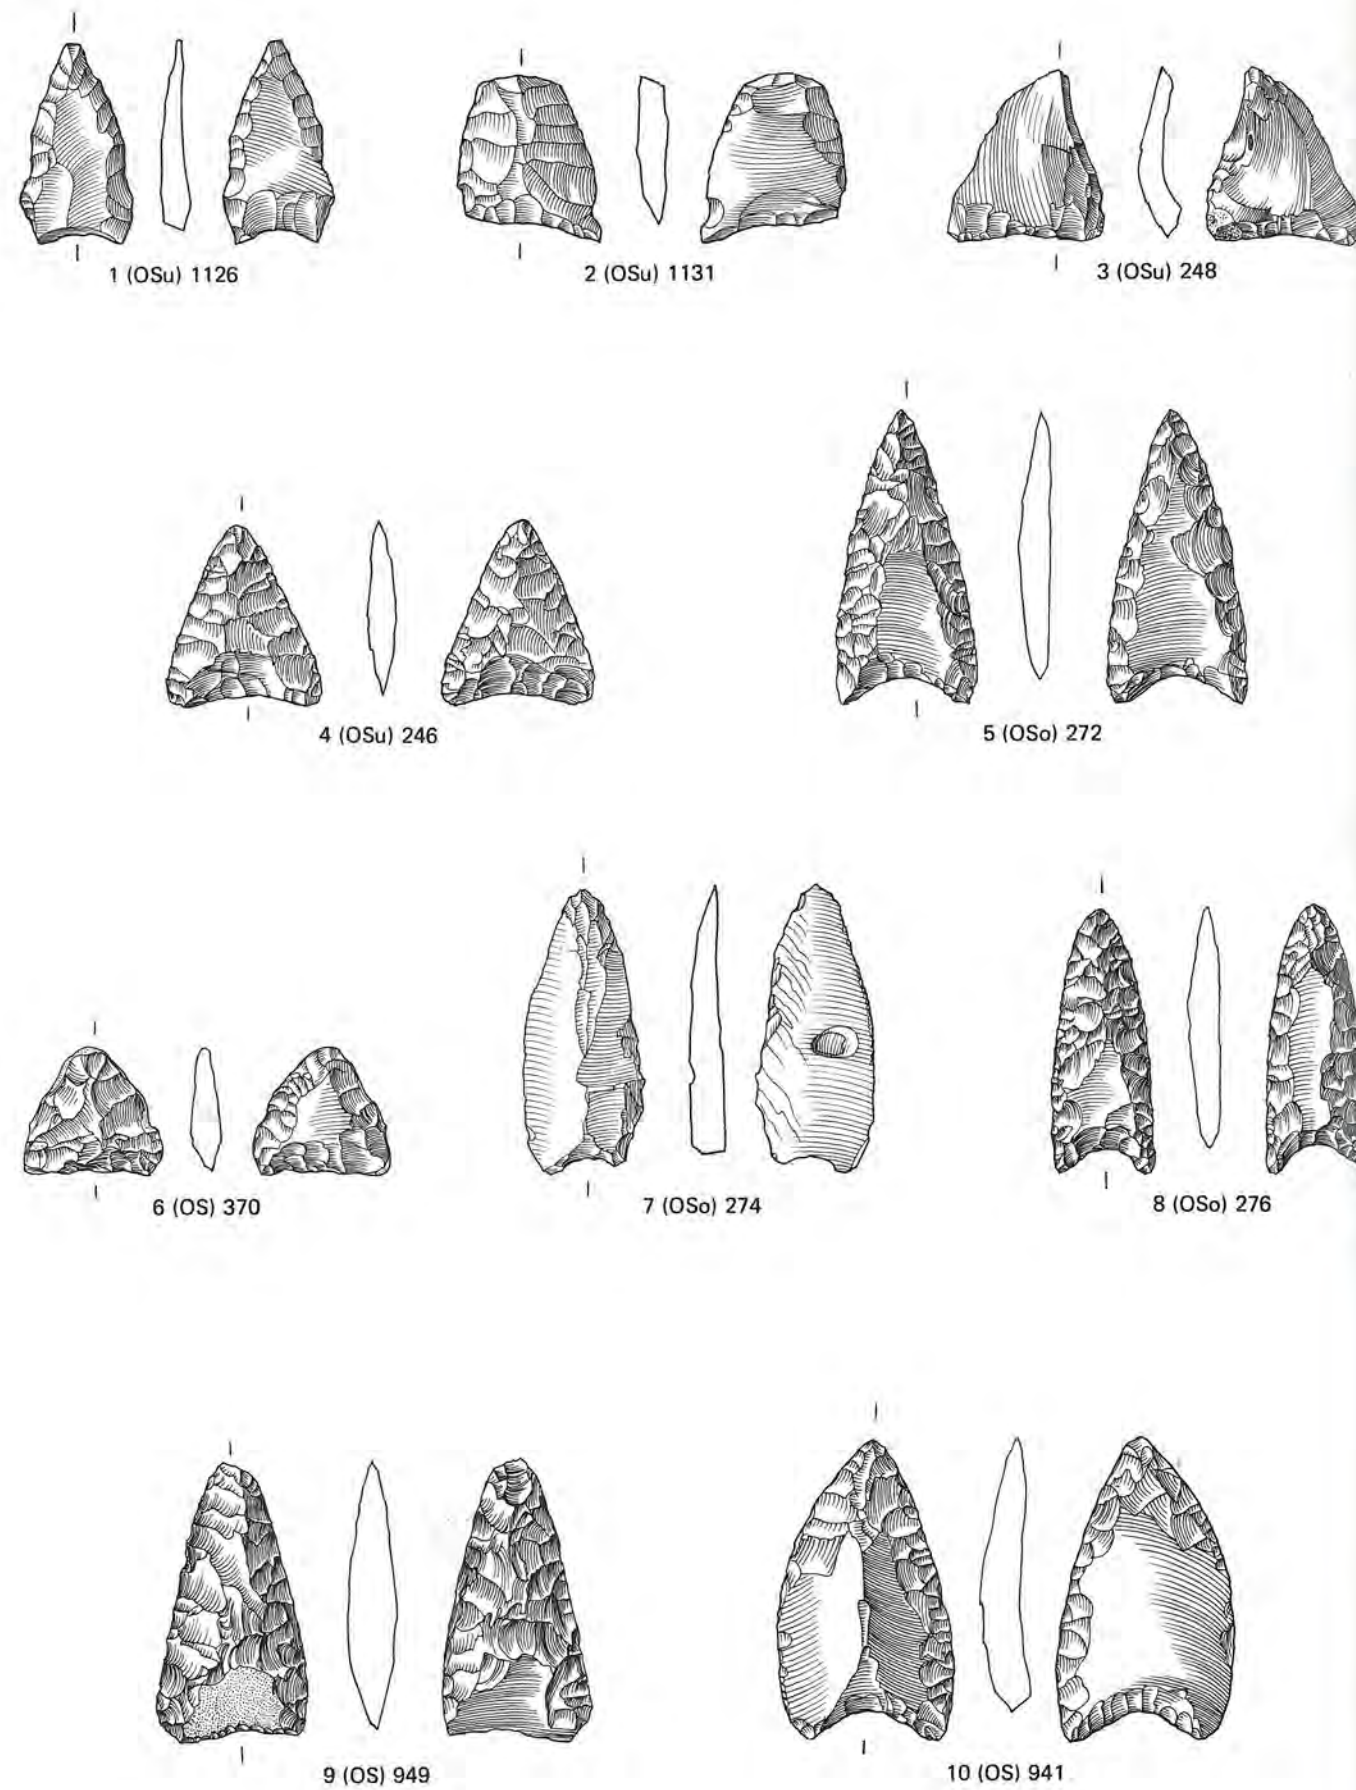 1 (OSu) 1126
2 (OSu) 1131
3 (OSu) 248
4 (OSu) 246
5 (OSo) 272
6 (OS) 370
7 (OSo) 274
8 (OSo) 276
9 (OS) 949
10 (OS) 941